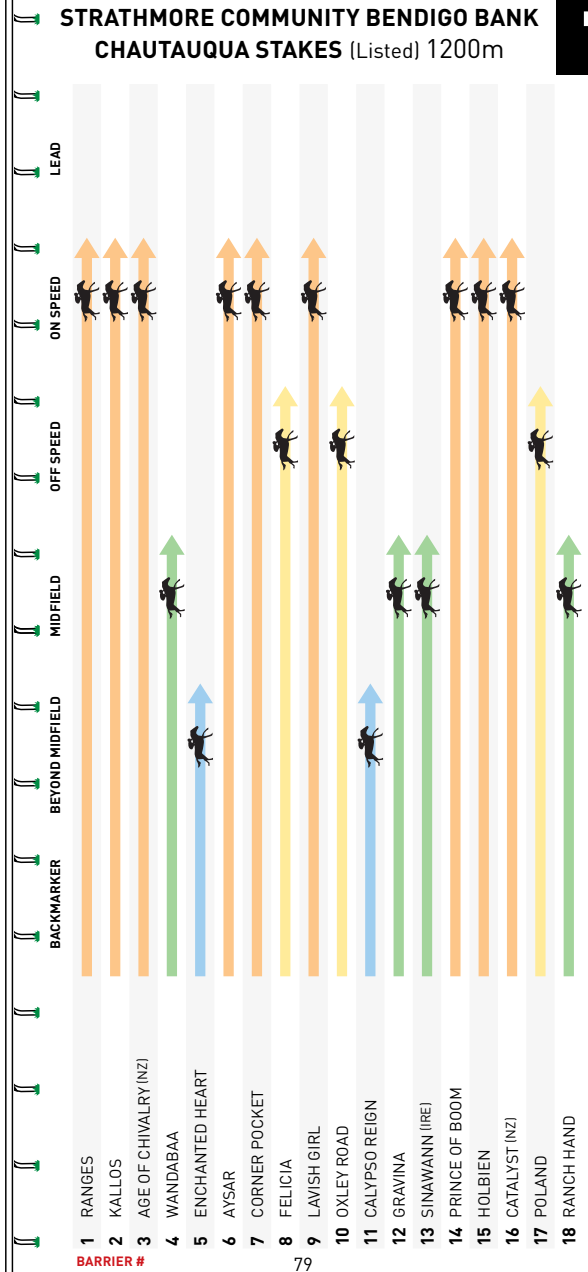 STRATHMORE COMMUNITY BENDIGO BANK
CHAUTAUQUA STAKES (Listed) 1200m
LEAD
ON SPEED
OFF SPEED
MIDFIELD
BEYOND MIDFIELD
BACKMARKER
1 RANGES
2 KALLOS
3 AGE OF CHIVALRY (NZ)
4 WANDABAA
5 ENCHANTED HEART
6 AYSAR
7 CORNER POCKET
8 FELICIA
9 LAVISH GIRL
10 OXLEY ROAD
11 CALYPSO REIGN
12 GRAVINA
13 SINAWANN (IRE)
14 PRINCE OF BOOM
15 HOLBIEN
16 CATALYST (NZ)
17 POLAND
18 RANCH HAND
BARRIER #
79